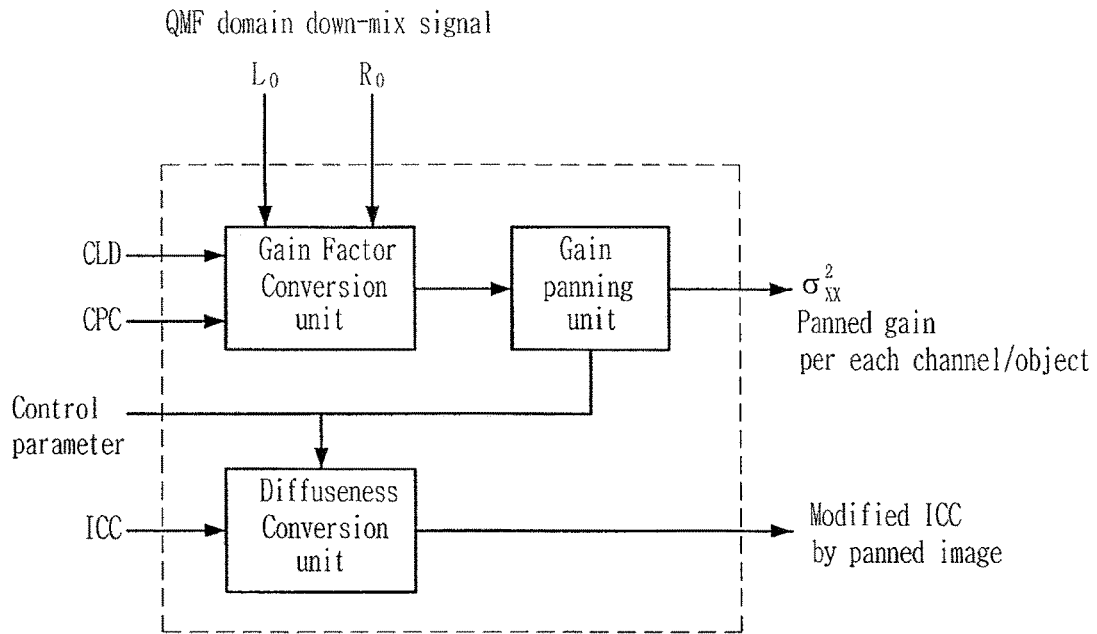 QMF domain down-mix signal
L0 R0
CLD
CPC
Gain Factor
Conversion
unit
Gain
panning
unit
σ²xx
Panned gain
per each channel/object
Control
parameter
ICC
Diffuseness
Conversion
unit
Modified ICC
by panned image